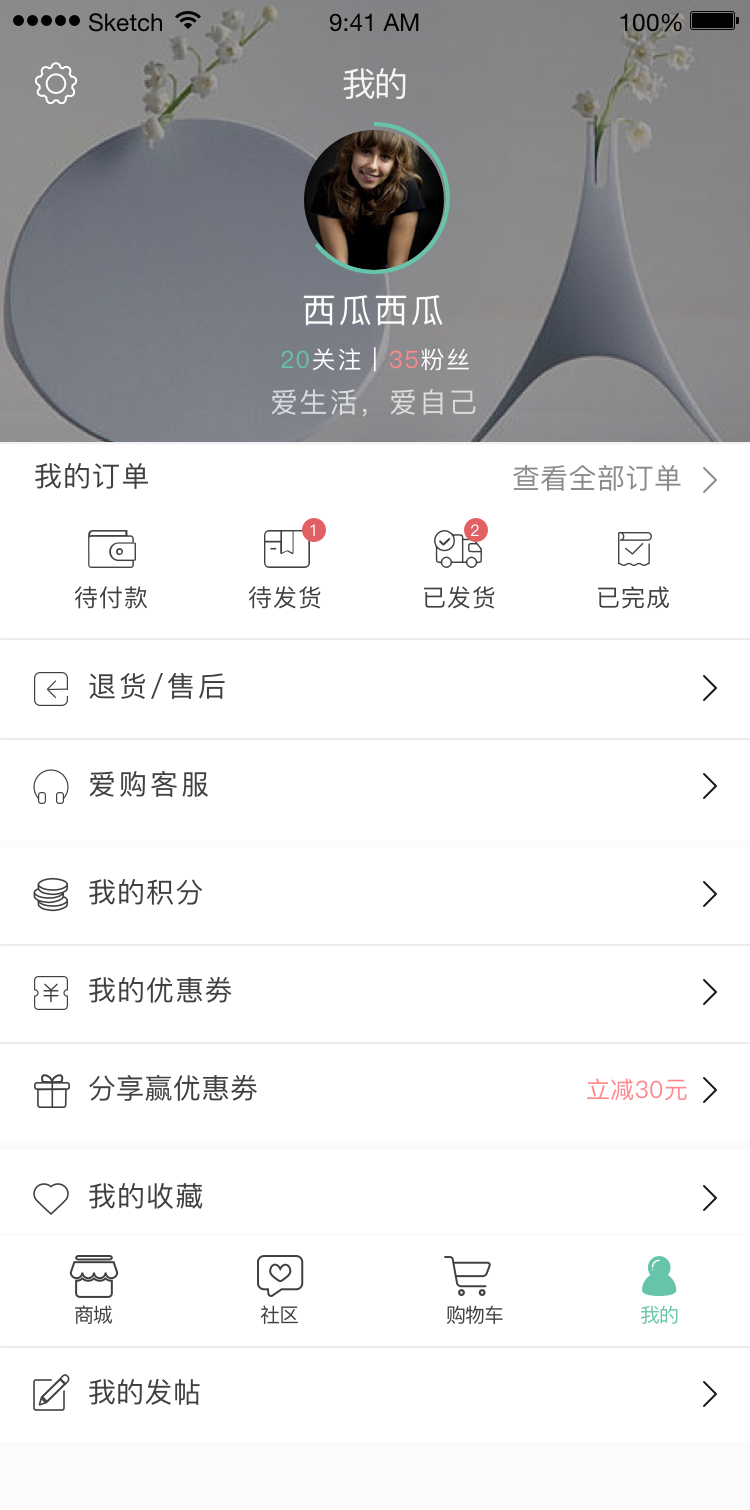 Sketch 9:41 AM 100%
我的
西瓜西瓜
20关注 | 35粉丝
爱生活，爱自己
我的订单 查看全部订单
1 2
待付款 待发货 已发货 已完成
退货/售后
爱购客服
我的积分
我的优惠券
分享赢优惠券 立减30元
我的收藏
商城 社区 购物车 我的
我的发帖